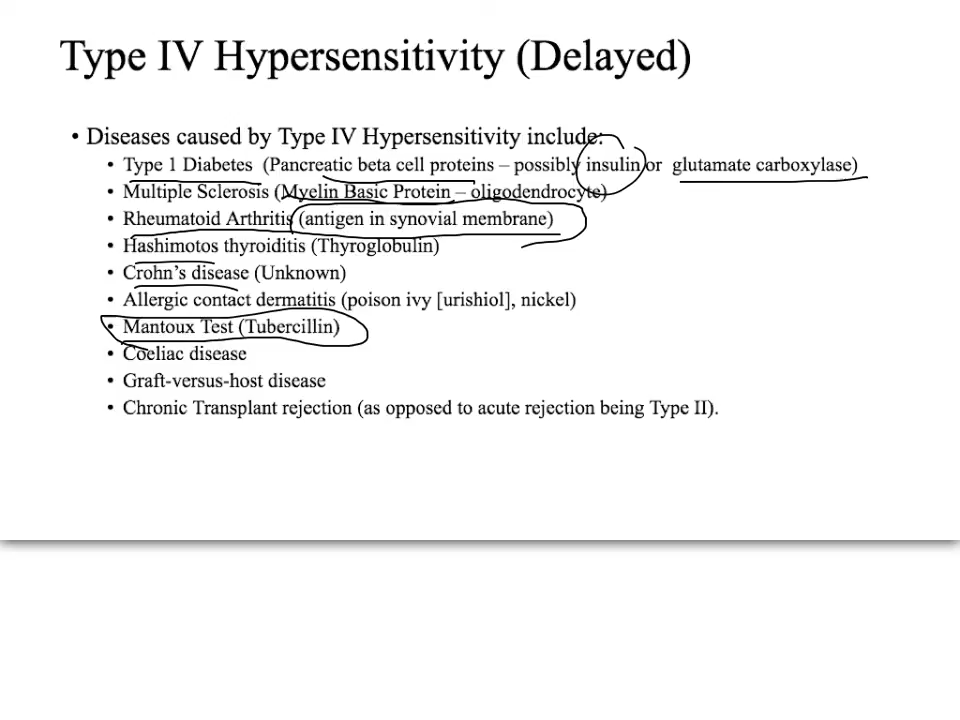 Type IV Hypersensitivity (Delayed)
• Diseases caused by Type IV Hypersensitivity include:
• Type 1 Diabetes (Pancreatic beta cell proteins – possibly insulin or glutamate carboxylase)
• Multiple Sclerosis (Myelin Basic Protein – oligodendrocyte)
• Rheumatoid Arthritis (antigen in synovial membrane)
• Hashimotos thyroiditis (Thyroglobulin)
• Crohn's disease (Unknown)
• Allergic contact dermatitis (poison ivy [urishiol], nickel)
• Mantoux Test (Tubercillin)
• Coeliac disease
• Graft-versus-host disease
• Chronic Transplant rejection (as opposed to acute rejection being Type II).